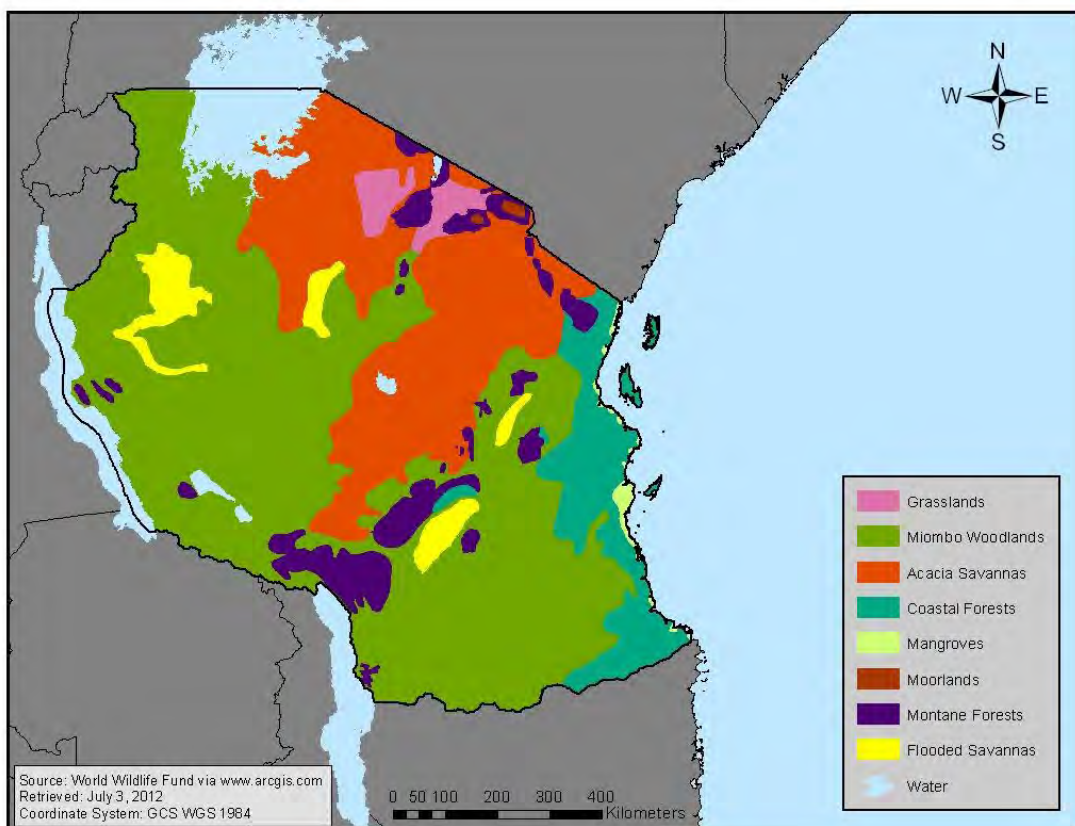 N
W E
S
Grasslands
Miombo Woodlands
Acacia Savannas
Coastal Forests
Mangroves
Moorlands
Montane Forests
Flooded Savannas
Water
Source: World Wildlife Fund via www.arcgis.com
Retrieved: July 3, 2012
Coordinate System: GCS WGS 1984
0 50 100 200 300 400
Kilometers